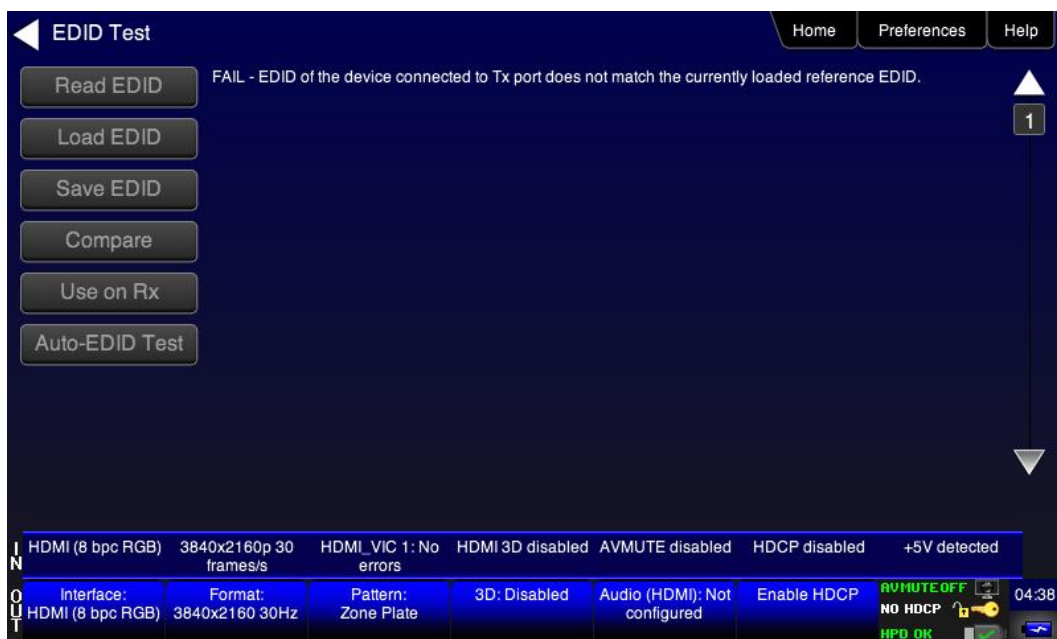 EDID Test
Home
Preferences
Help
Read EDID
FAIL - EDID of the device connected to Tx port does not match the currently loaded reference EDID.
1
Load EDID
Save EDID
Compare
Use on Rx
Auto-EDID Test
IN
HDMI (8 bpc RGB)
3840x2160p 30
frames/s
HDMI_VIC 1: No
errors
HDMI 3D disabled
AVMUTE disabled
HDCP disabled
+5V detected
OUT
Interface:
HDMI (8 bpc RGB)
Format:
3840x2160 30Hz
Pattern:
Zone Plate
3D: Disabled
Audio (HDMI): Not
configured
Enable HDCP
AVMUTEOFF
NO HDCP
HPD OK
04:38